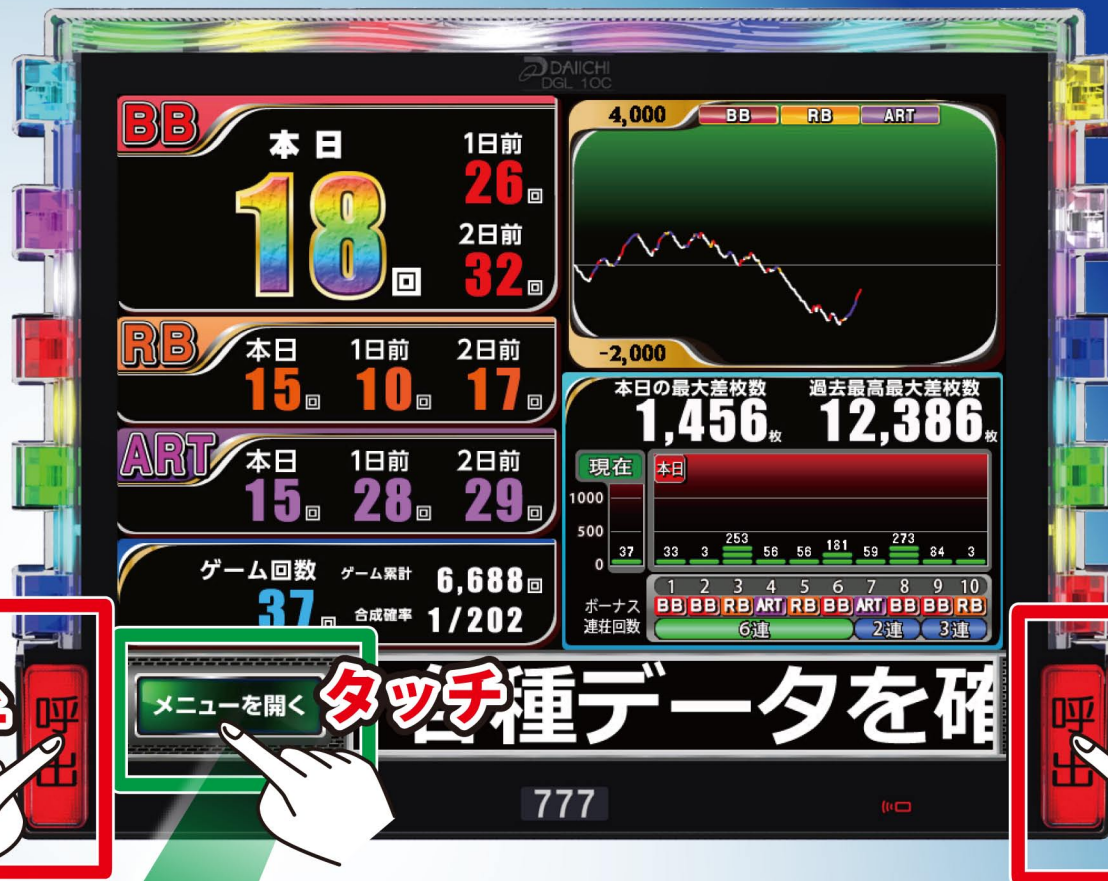 DAIICHI
DGL 10C
BB
本日
18回
1日前
26回
2日前
32回
RB
本日 1日前 2日前
15回 10回 17回
ART
本日 1日前 2日前
15回 28回 29回
ゲーム回数
37回
ゲーム累計 6,688回
合成確率 1/202
4,000 BB RB ART
-2,000
本日の最大差枚数 過去最高最大差枚数
1,456枚 12,386枚
現在 本日
1000
500
0
37 33 3 253 56 56 181 59 273 84 3
1 2 3 4 5 6 7 8 9 10
ボーナス BB BB RB ART RB BB ART BB BB RB
連荘回数 6連 2連 3連
メニューを開く
タッチ
各種データを確
呼出
呼出
777